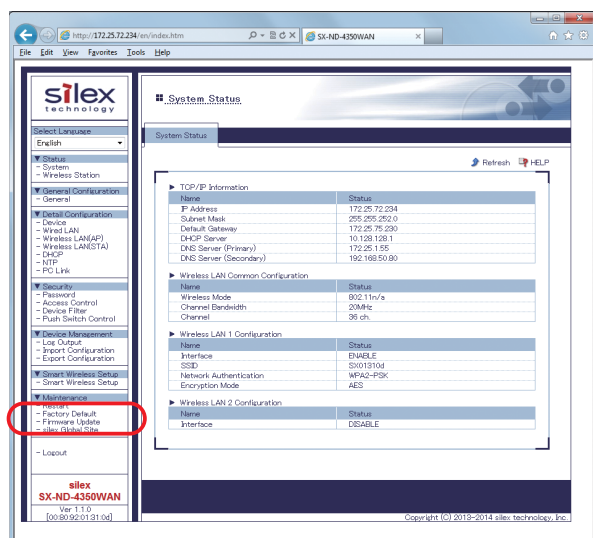 http://172.25.72.234/en/index.htm
SX-ND-4350WAN
File Edit View Favorites Tools Help
silex
technology
Select Language
English
▼ Status
- System
- Wireless Station
▼ General Configuration
- General
▼ Detail Configuration
- Device
- Wired LAN
- Wireless LAN(AP)
- Wireless LAN(STA)
- DHCP
- NTP
- PC Link
▼ Security
- Password
- Access Control
- Device Filter
- Push Switch Control
▼ Device Management
- Log Output
- Import Configuration
- Export Configuration
▼ Smart Wireless Setup
- Smart Wireless Setup
▼ Maintenance
- Restart
- Factory Default
- Firmware Update
- silex Global Site
- Logout
silex
SX-ND-4350WAN
Ver 1.1.0
[00:80:92:01:31:0d]
System Status
System Status
Refresh HELP
► TCP/IP Information
Name Status
IP Address 172.25.72.234
Subnet Mask 255.255.252.0
Default Gateway 172.25.75.230
DHCP Server 10.128.128.1
DNS Server (Primary) 172.25.1.55
DNS Server (Secondary) 192.168.50.80
► Wireless LAN Common Configuration
Name Status
Wireless Mode 802.11n/a
Channel Bandwidth 20MHz
Channel 36 ch.
► Wireless LAN 1 Configuration
Name Status
Interface ENABLE
SSID SX01310d
Network Authentication WPA2-PSK
Encryption Mode AES
► Wireless LAN 2 Configuration
Name Status
Interface DISABLE
Copyright (C) 2013-2014 silex technology, Inc.